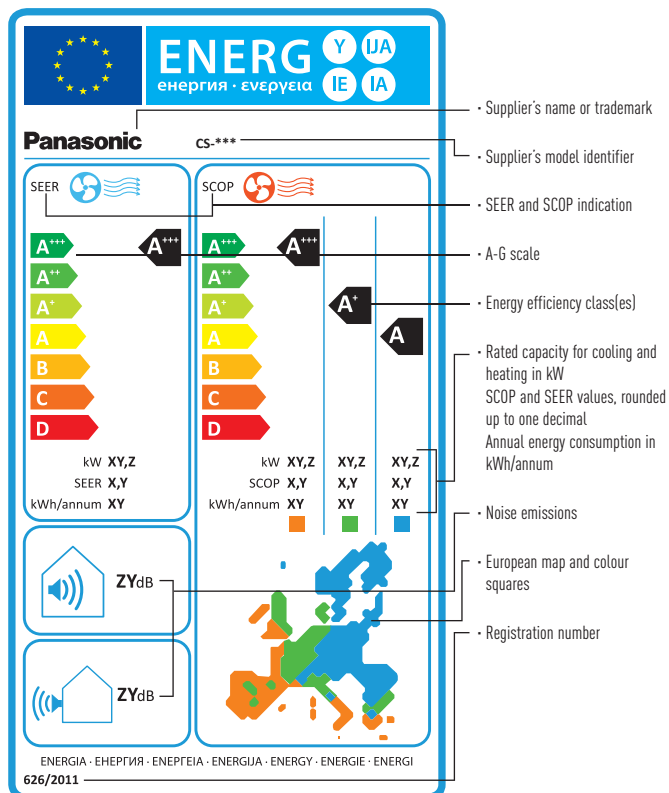 ENERG
енергия · ενεργεια
Y IJA
IE IA
Panasonic
CS-***
SEER
A+++
A++
A+
A
B
C
D
A+++
kW XY,Z
SEER X,Y
kWh/annum XY
SCOP
A+++
A++
A+
A
B
C
D
A+++
A+
A
kW XY,Z XY,Z XY,Z
SCOP X,Y X,Y X,Y
kWh/annum XY XY XY
ZYdB
ZYdB
ENERGIA · ЕНЕРГИЯ · ΕΝΕΡΓΕΙΑ · ENERGIJA · ENERGY · ENERGIE · ENERGI
626/2011
· Supplier's name or trademark
· Supplier's model identifier
· SEER and SCOP indication
· A-G scale
· Energy efficiency class(es)
· Rated capacity for cooling and
heating in kW
SCOP and SEER values, rounded
up to one decimal
Annual energy consumption in
kWh/annum
· Noise emissions
· European map and colour
squares
· Registration number